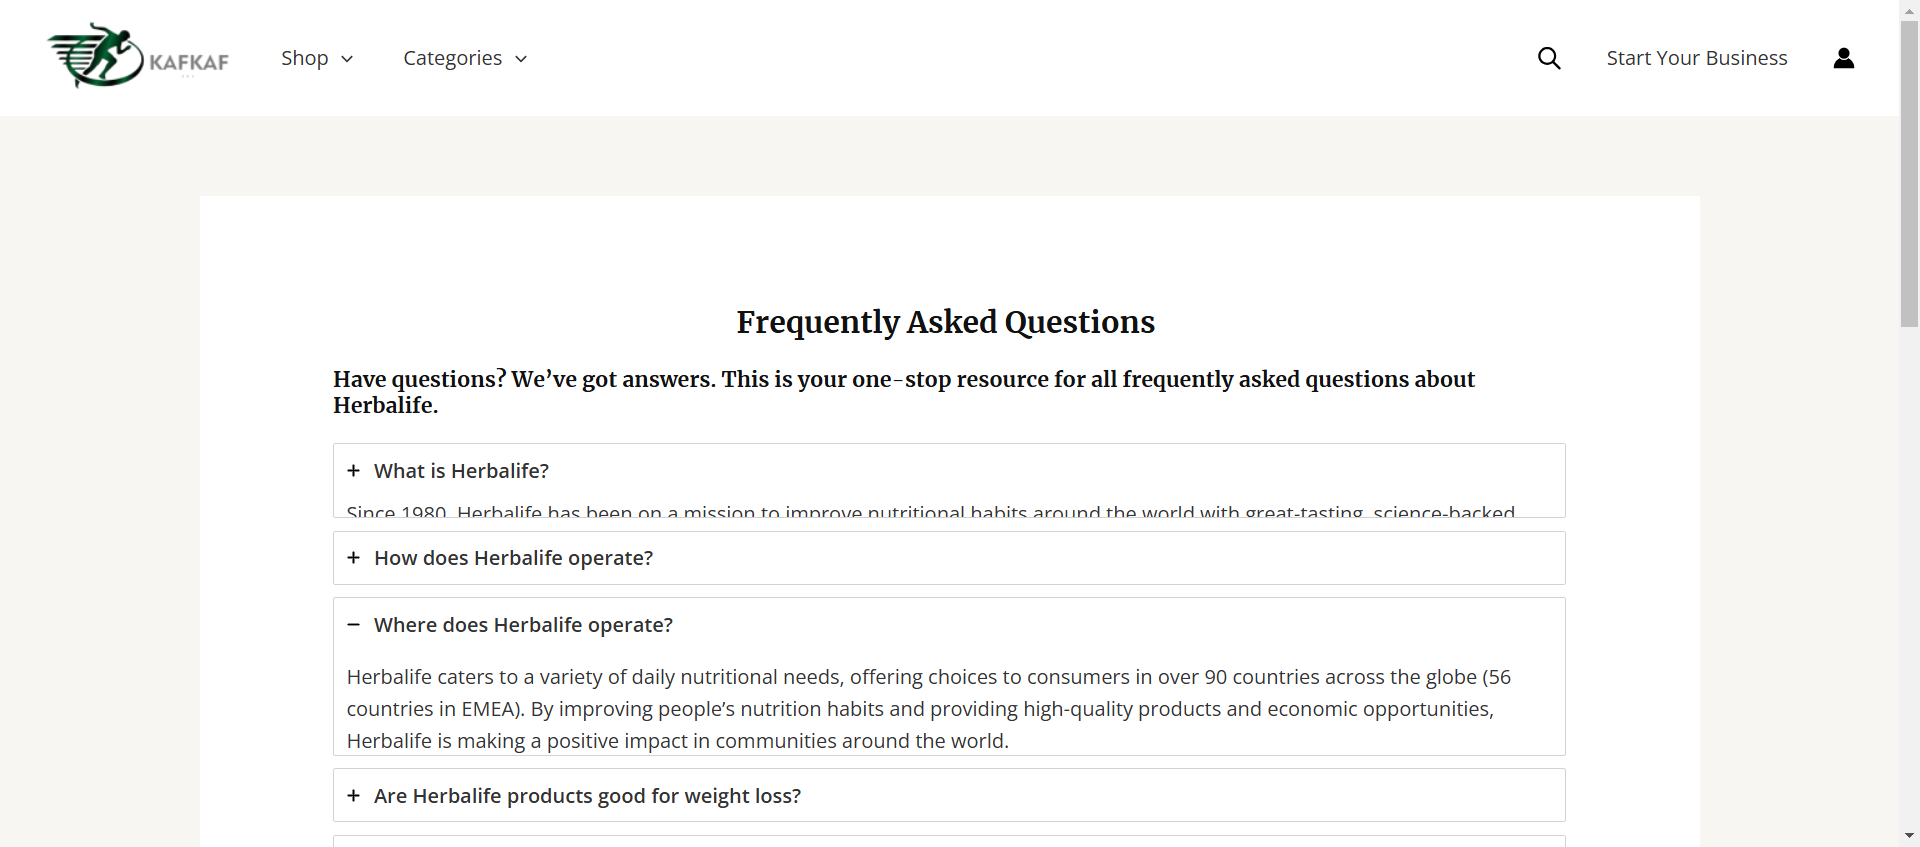 KAFKAF
Shop
Categories
Start Your Business
Frequently Asked Questions
Have questions? We’ve got answers. This is your one-stop resource for all frequently asked questions about
Herbalife.
+ What is Herbalife?
Since 1980, Herbalife has been on a mission to improve nutritional habits around the world with great-tasting, science-backed
+ How does Herbalife operate?
− Where does Herbalife operate?
Herbalife caters to a variety of daily nutritional needs, offering choices to consumers in over 90 countries across the globe (56
countries in EMEA). By improving people’s nutrition habits and providing high-quality products and economic opportunities,
Herbalife is making a positive impact in communities around the world.
+ Are Herbalife products good for weight loss?